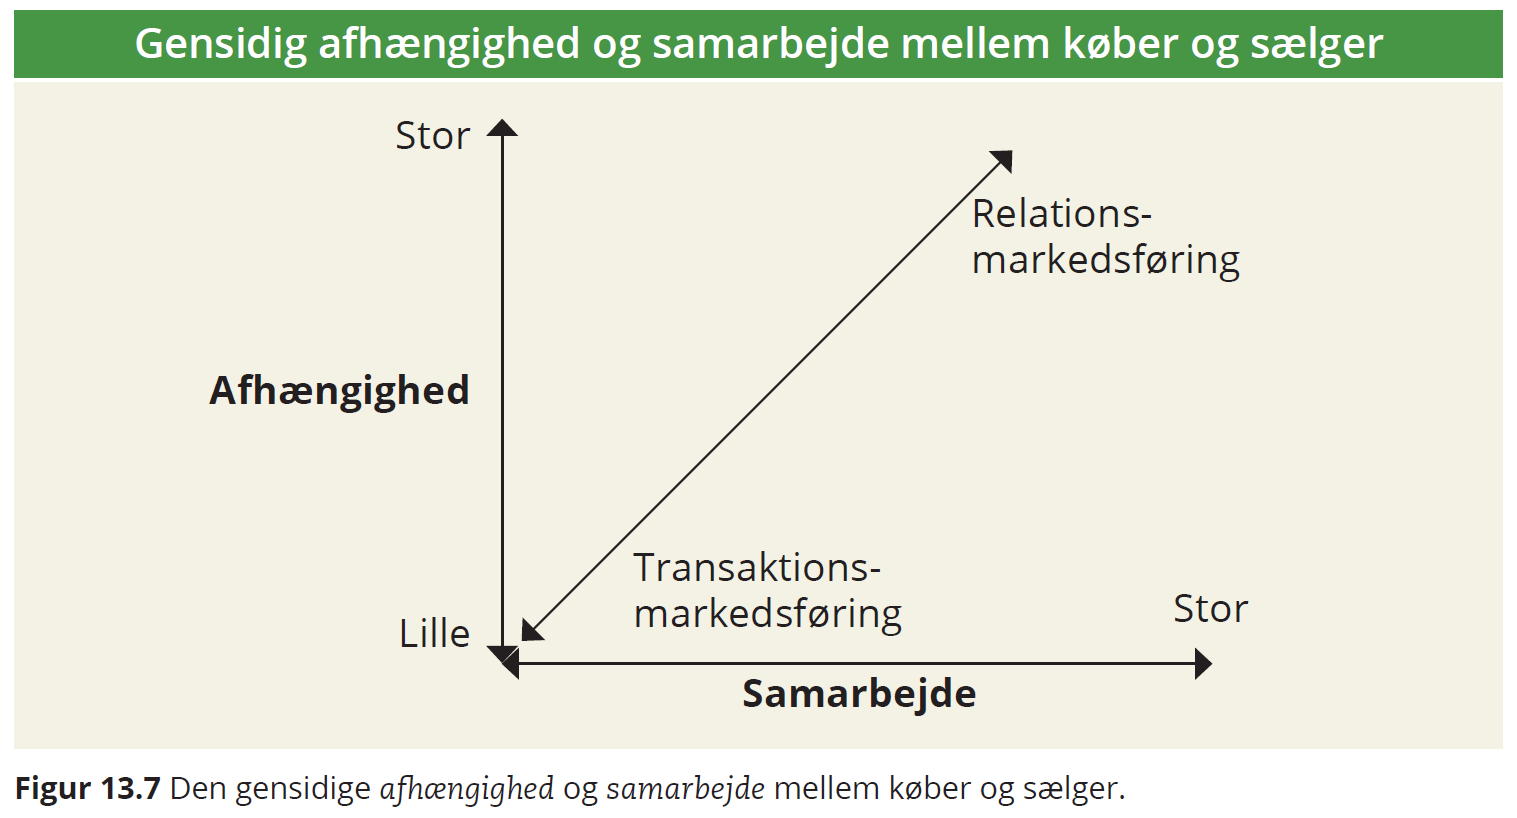 Gensidig afhængighed og samarbejde mellem køber og sælger
Stor
Relations-
markedsføring
Afhængighed
Transaktions-
markedsføring
Stor
Lille
Samarbejde
Figur 13.7 Den gensidige afhængighed og samarbejde mellem køber og sælger.